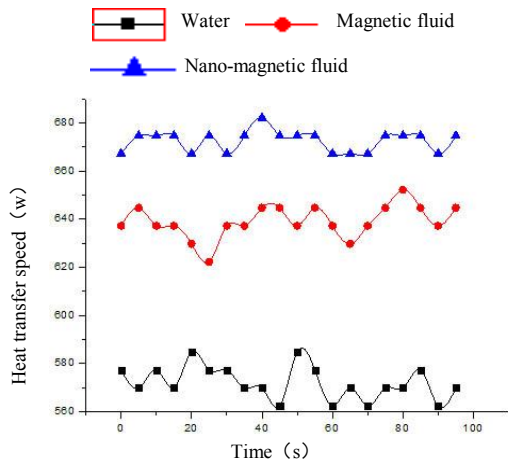 Water
Magnetic fluid
Nano-magnetic fluid
680
660
640
620
600
580
560
0
20
40
60
80
100
Heat transfer speed（w）
Time（s）